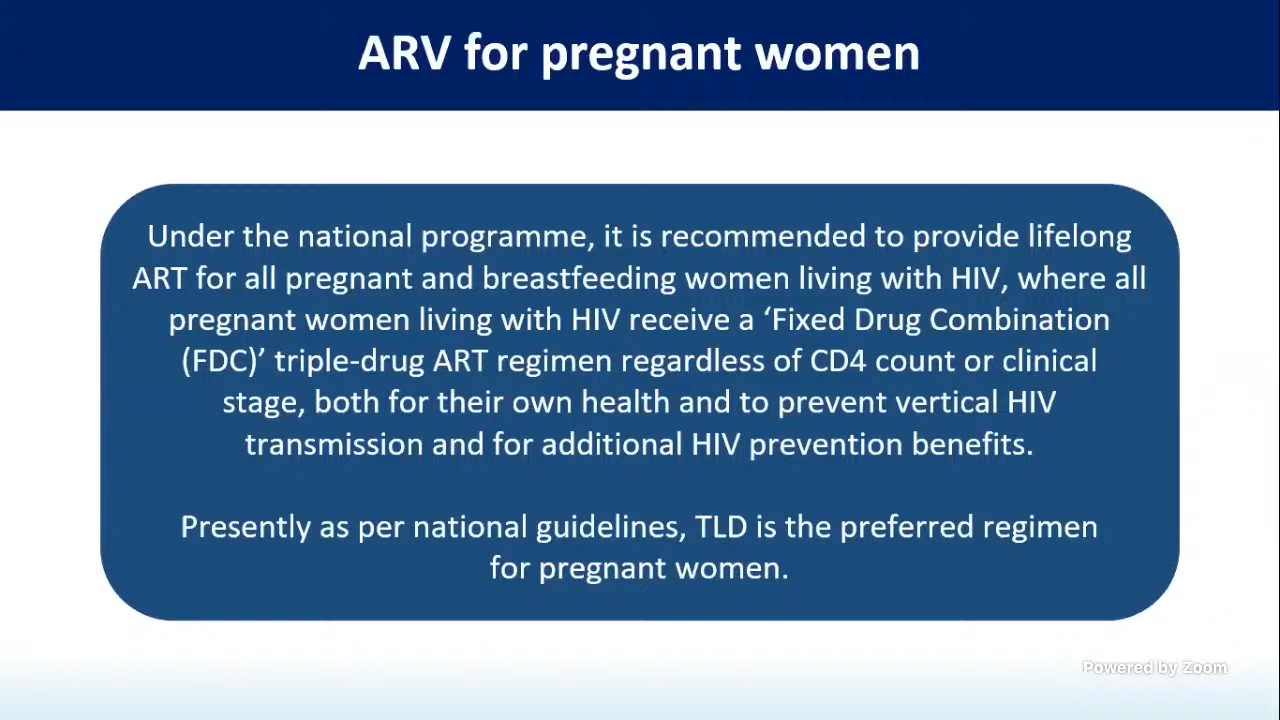 ARV for pregnant women
Under the national programme, it is recommended to provide lifelong
ART for all pregnant and breastfeeding women living with HIV, where all
pregnant women living with HIV receive a ‘Fixed Drug Combination
(FDC)’ triple-drug ART regimen regardless of CD4 count or clinical
stage, both for their own health and to prevent vertical HIV
transmission and for additional HIV prevention benefits.
Presently as per national guidelines, TLD is the preferred regimen
for pregnant women.
Powered by Zoom